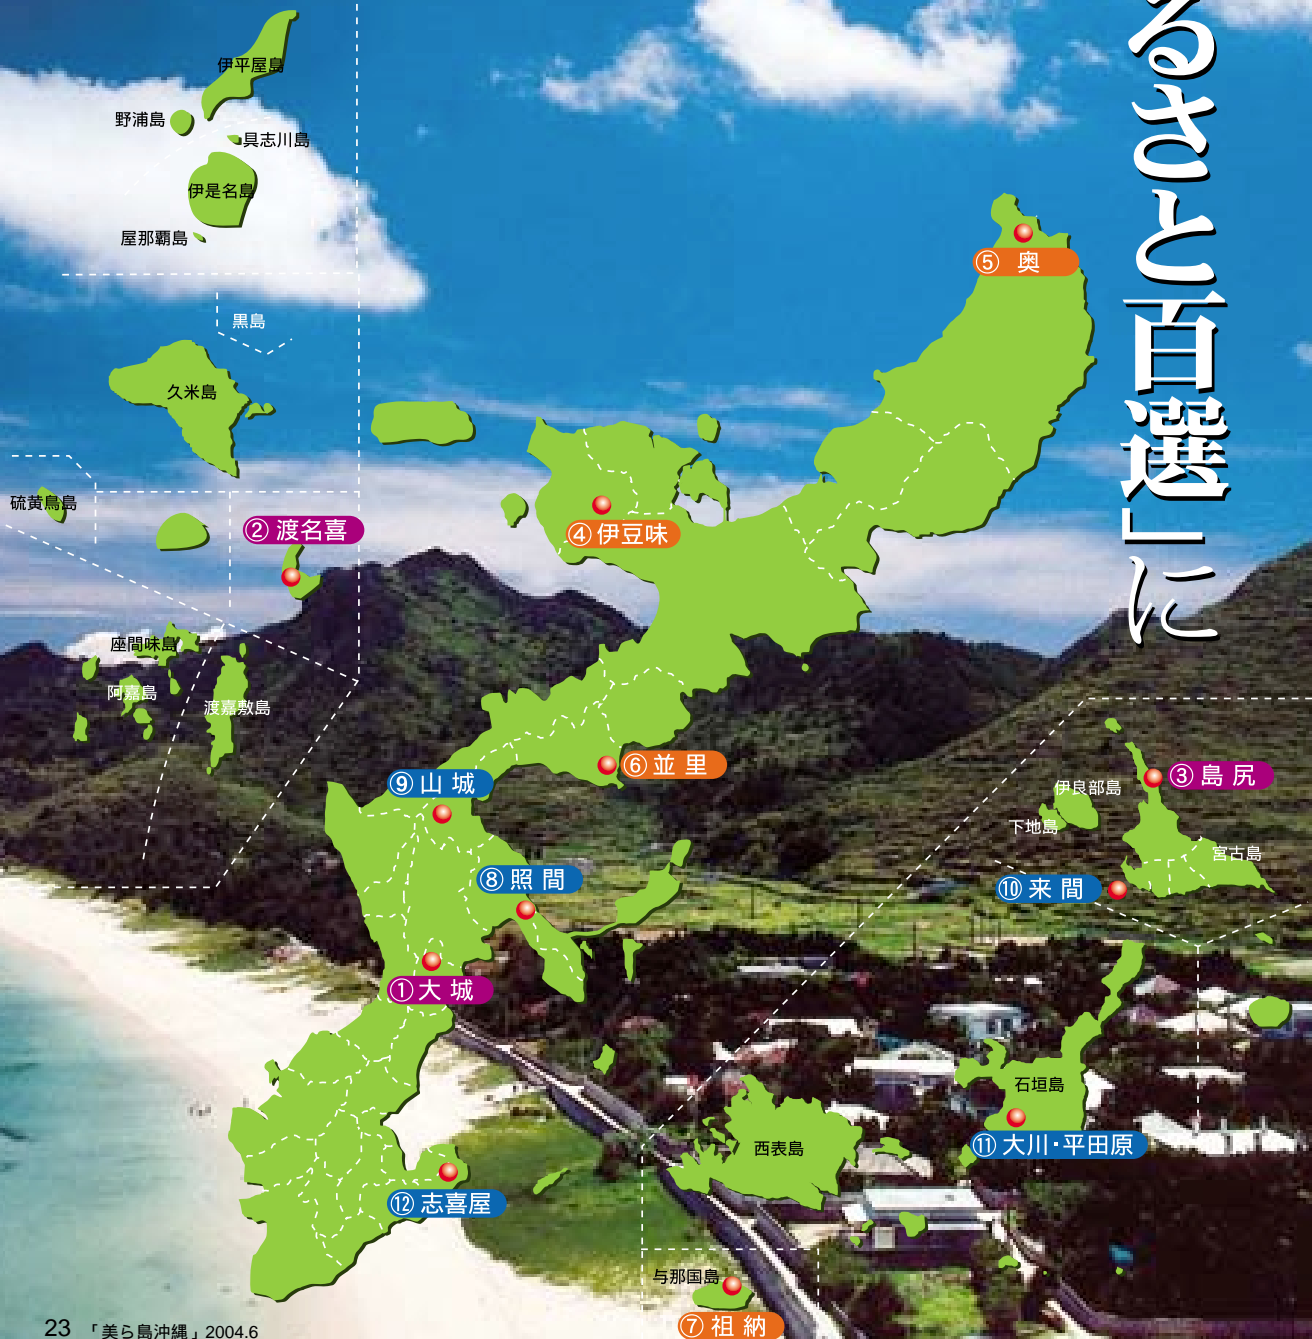 るさと百選」に
伊平屋島
野浦島
具志川島
伊是名島
屋那覇島
黒島
久米島
硫黄鳥島
② 渡名喜
座間味島
阿嘉島
渡嘉敷島
⑤ 奥
④ 伊豆味
⑥ 並里
⑨ 山城
⑧ 照間
① 大城
⑫ 志喜屋
③ 島尻
伊良部島
下地島
宮古島
⑩ 来間
石垣島
⑪ 大川・平田原
西表島
与那国島
⑦ 祖納
23 「美ら島沖縄」2004.6